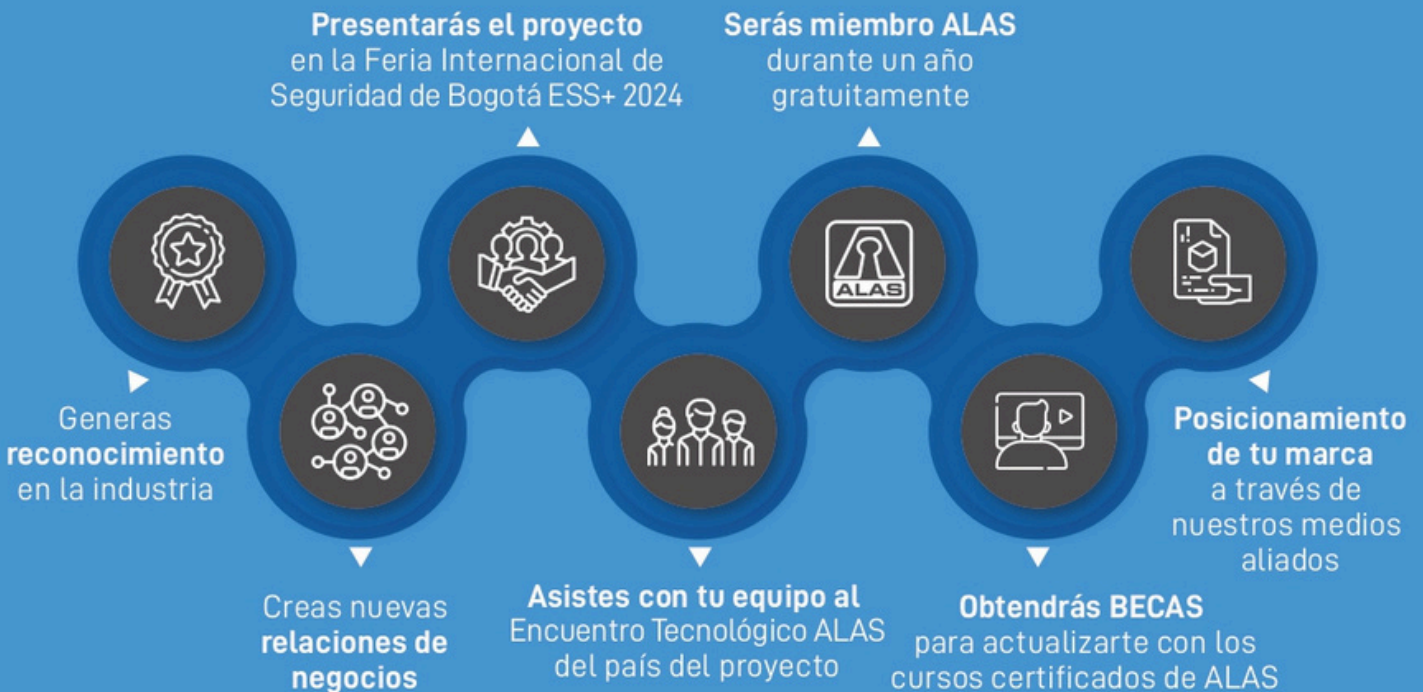 Presentarás el proyecto
en la Feria Internacional de
Seguridad de Bogotá ESS+ 2024
Serás miembro ALAS
durante un año
gratuitamente
ALAS
Generas
reconocimiento
en la industria
Creas nuevas
relaciones de
negocios
Asistes con tu equipo al
Encuentro Tecnológico ALAS
del país del proyecto
Obtendrás BECAS
para actualizarte con los
cursos certificados de ALAS
Posicionamiento
de tu marca
a través de
nuestros medios
aliados